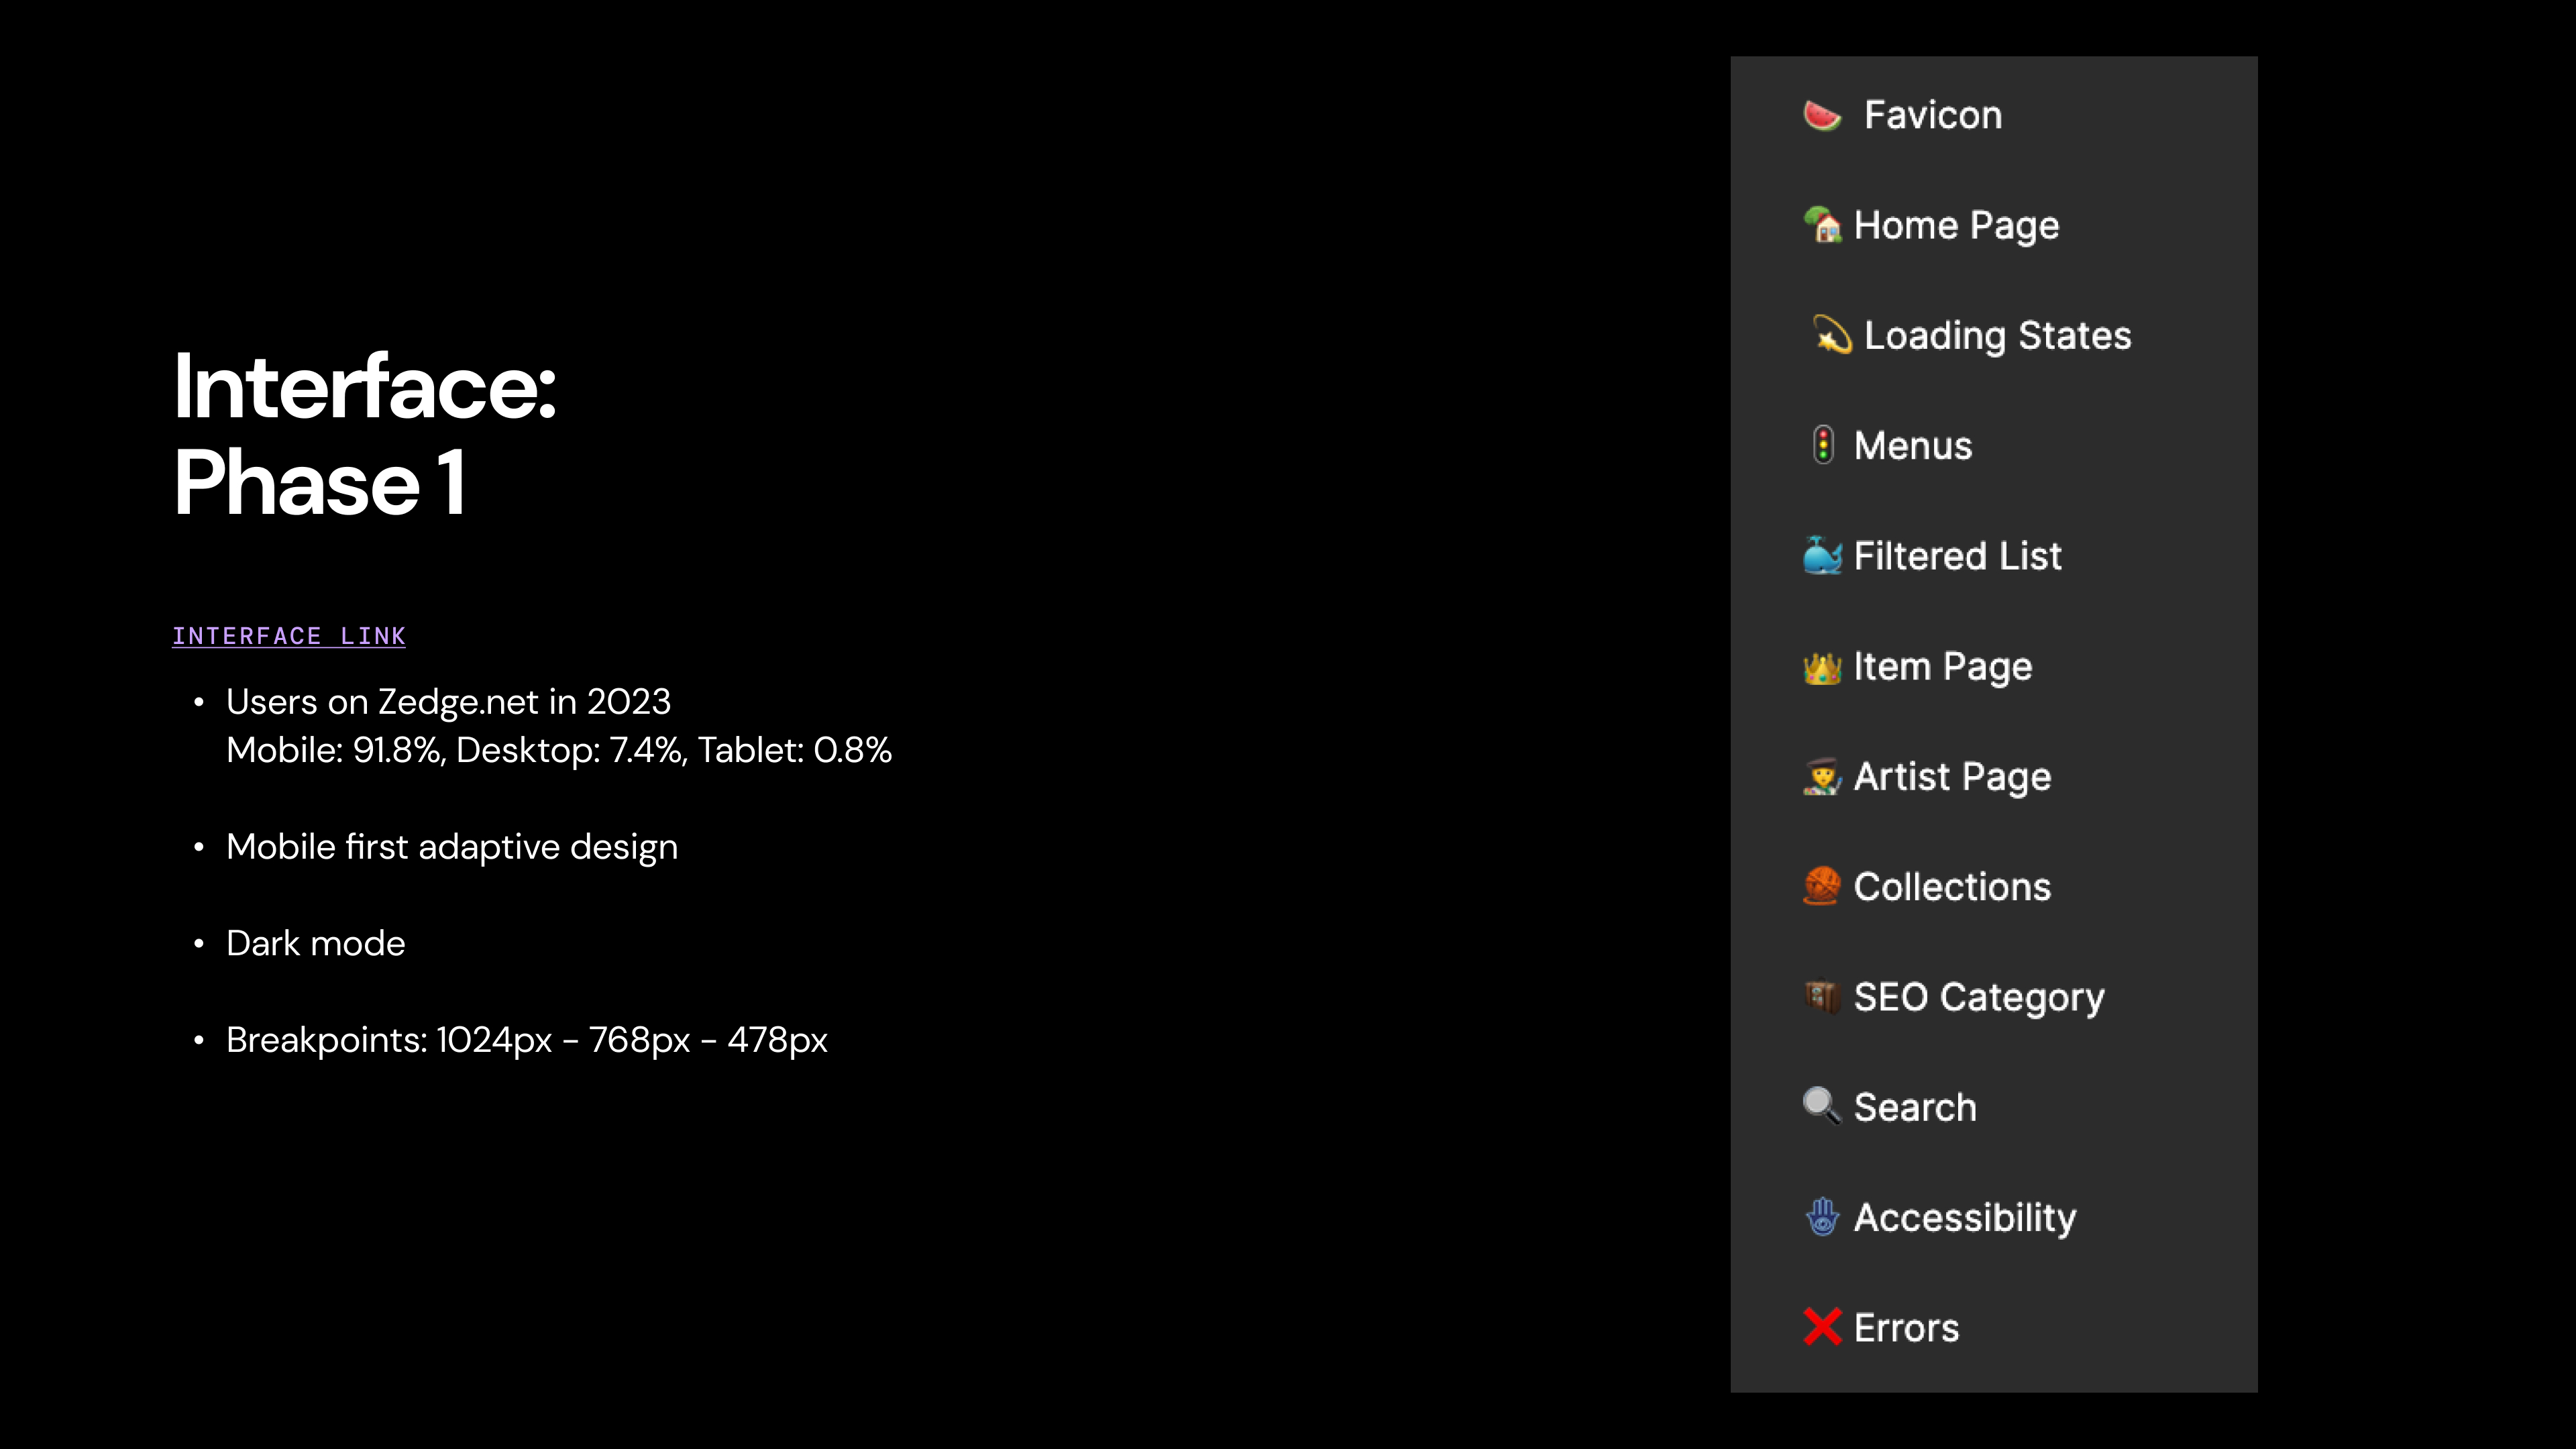 Interface:
Phase 1
INTERFACE LINK
• Users on Zedge.net in 2023
Mobile: 91.8%, Desktop: 7.4%, Tablet: 0.8%
• Mobile first adaptive design
• Dark mode
• Breakpoints: 1024px - 768px - 478px
🍉 Favicon
🏡 Home Page
💫 Loading States
🚦 Menus
🐳 Filtered List
👑 Item Page
👩‍🎨 Artist Page
🧶 Collections
🧳 SEO Category
🔍 Search
🪬 Accessibility
❌ Errors